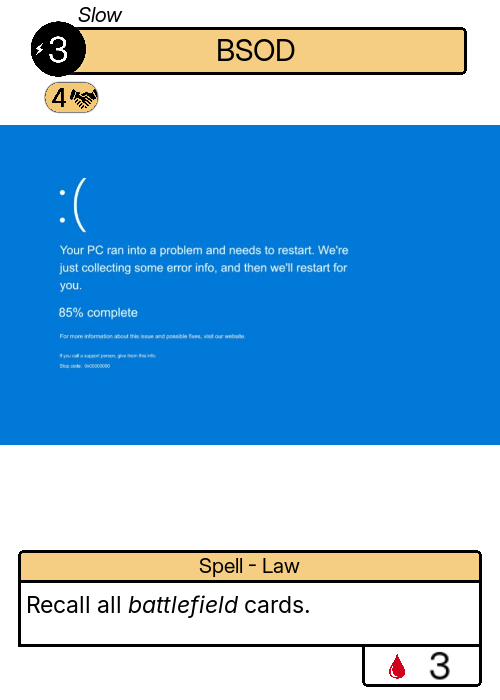 Slow
3
BSOD
4
:(
Your PC ran into a problem and needs to restart. We're
just collecting some error info, and then we'll restart for
you.
85% complete
For more information about this issue and possible fixes, visit our website.
If you call a support person, give them this info:
Stop code: 0x00000000
Spell - Law
Recall all battlefield cards.
3